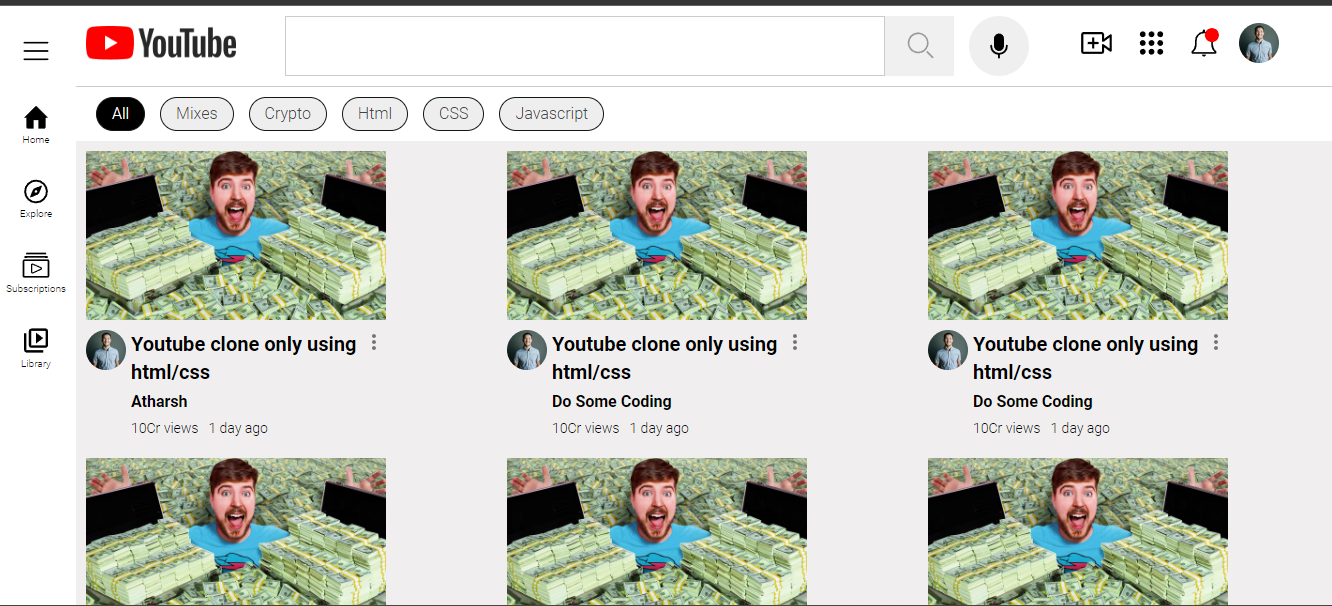 YouTube
All Mixes Crypto Html CSS Javascript
Home
Explore
Subscriptions
Library
Youtube clone only using
html/css
Atharsh
10Cr views 1 day ago
Youtube clone only using
html/css
Do Some Coding
10Cr views 1 day ago
Youtube clone only using
html/css
Do Some Coding
10Cr views 1 day ago